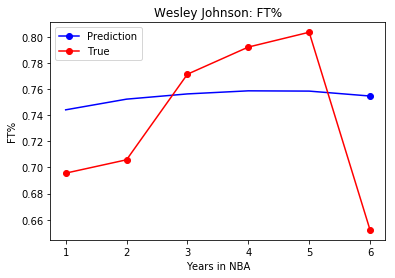 Wesley Johnson: FT%
Prediction
True
0.80
0.78
0.76
0.74
0.72
0.70
0.68
0.66
FT%
1 2 3 4 5 6
Years in NBA